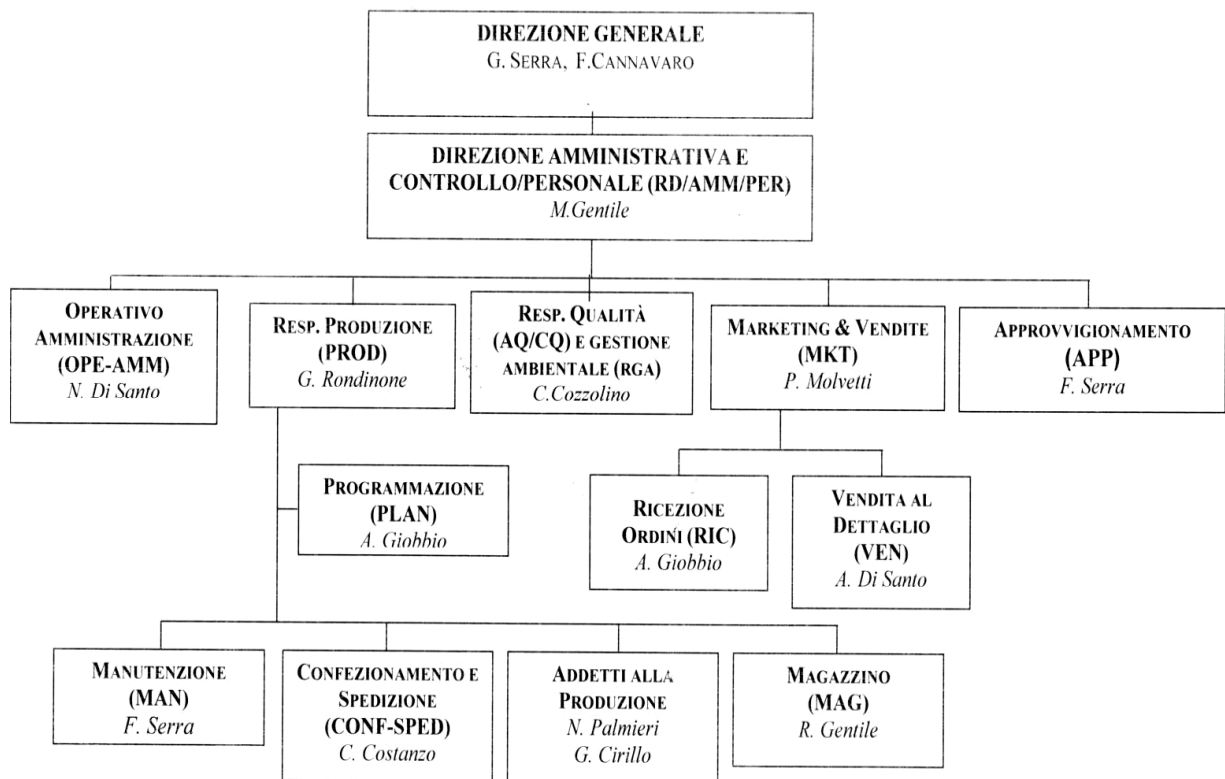 DIREZIONE GENERALE
G. SERRA, F.CANNAVARO
DIREZIONE AMMINISTRATIVA E
CONTROLLO/PERSONALE (RD/AMM/PER)
M.Gentile
OPERATIVO
AMMINISTRAZIONE
(OPE-AMM)
N. Di Santo
RESP. PRODUZIONE
(PROD)
G. Rondinone
RESP. QUALITÀ
(AQ/CQ) E GESTIONE
AMBIENTALE (RGA)
C.Cozzolino
MARKETING & VENDITE
(MKT)
P. Molvetti
APPROVVIGIONAMENTO
(APP)
F. Serra
PROGRAMMAZIONE
(PLAN)
A. Giobbio
RICEZIONE
ORDINI (RIC)
A. Giobbio
VENDITA AL
DETTAGLIO
(VEN)
A. Di Santo
MANUTENZIONE
(MAN)
F. Serra
CONFEZIONAMENTO E
SPEDIZIONE
(CONF-SPED)
C. Costanzo
ADDETTI ALLA
PRODUZIONE
N. Palmieri
G. Cirillo
MAGAZZINO
(MAG)
R. Gentile